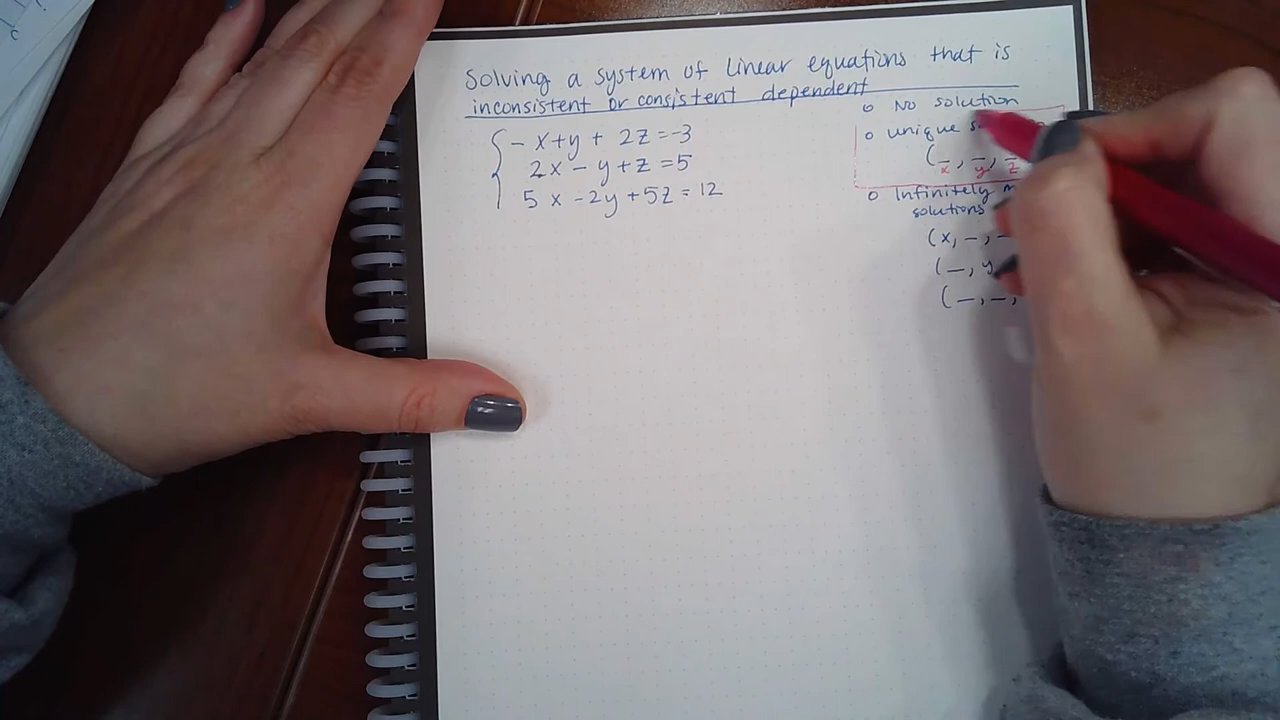 Solving a system of linear equations that is
inconsistent or consistent dependent
- x + y + 2z = -3
2x - y + z = 5
5x - 2y + 5z = 12
o No solution
o unique
(_, _, _
x y z
o Infinitely
solutions
(x, _, _
(_, y
(_, _,
C